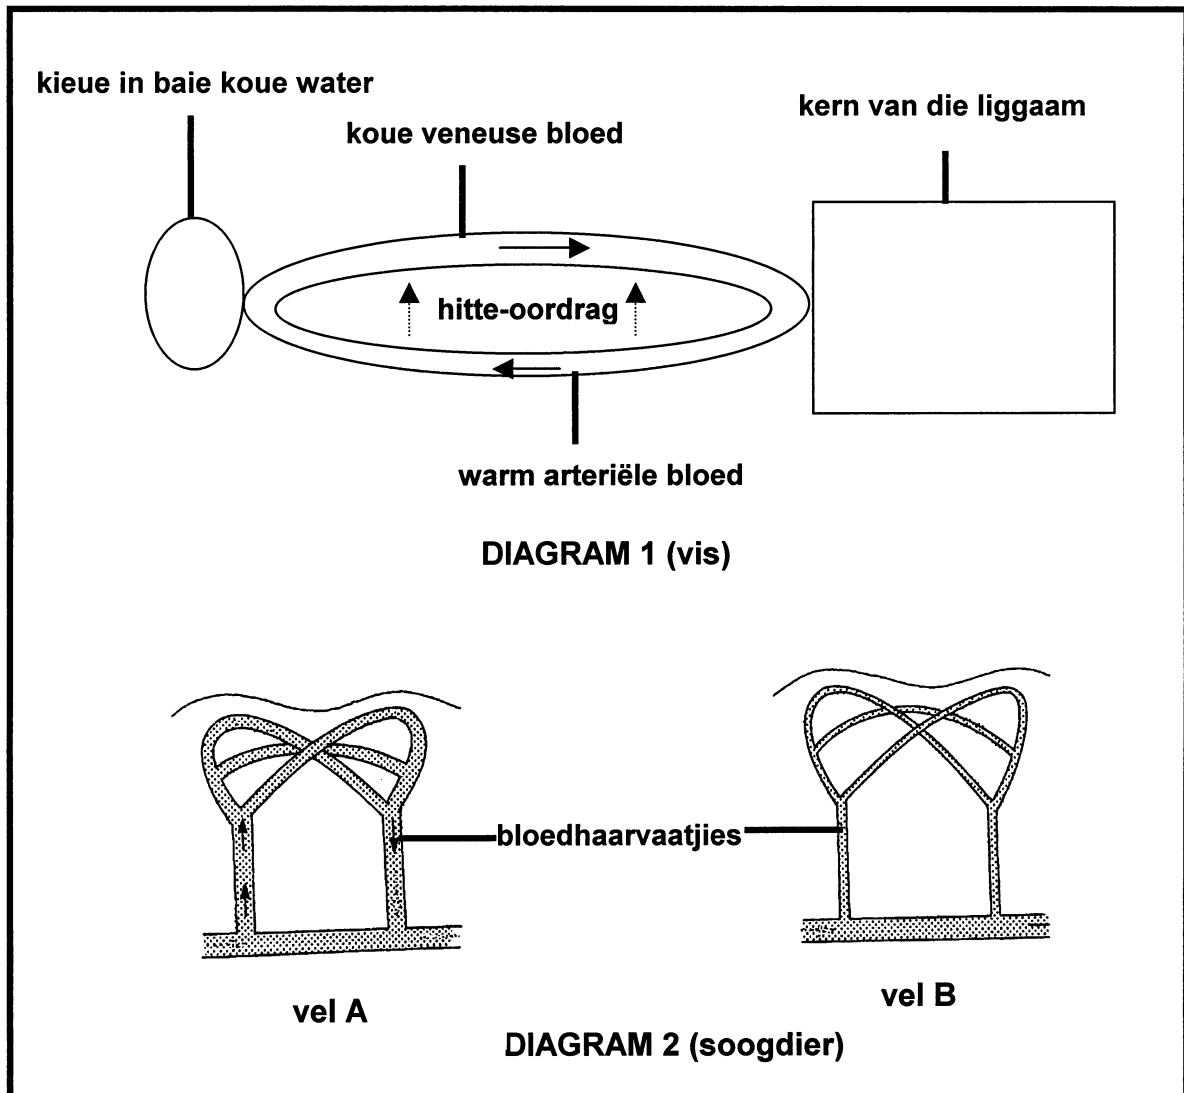 kieue in baie koue water
kern van die liggaam
koue veneuse bloed
hitte-oordrag
warm arteriële bloed
DIAGRAM 1 (vis)
bloedhaarvaatjies
vel A
vel B
DIAGRAM 2 (soogdier)